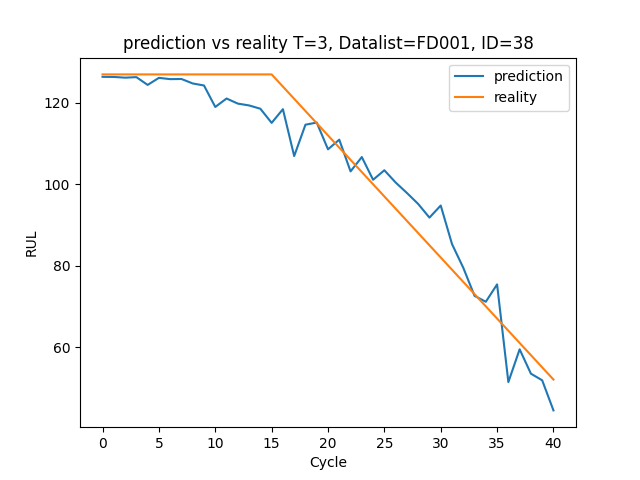 prediction vs reality T=3, Datalist=FD001, ID=38
prediction
reality
120
100
80
60
RUL
0 5 10 15 20 25 30 35 40
Cycle